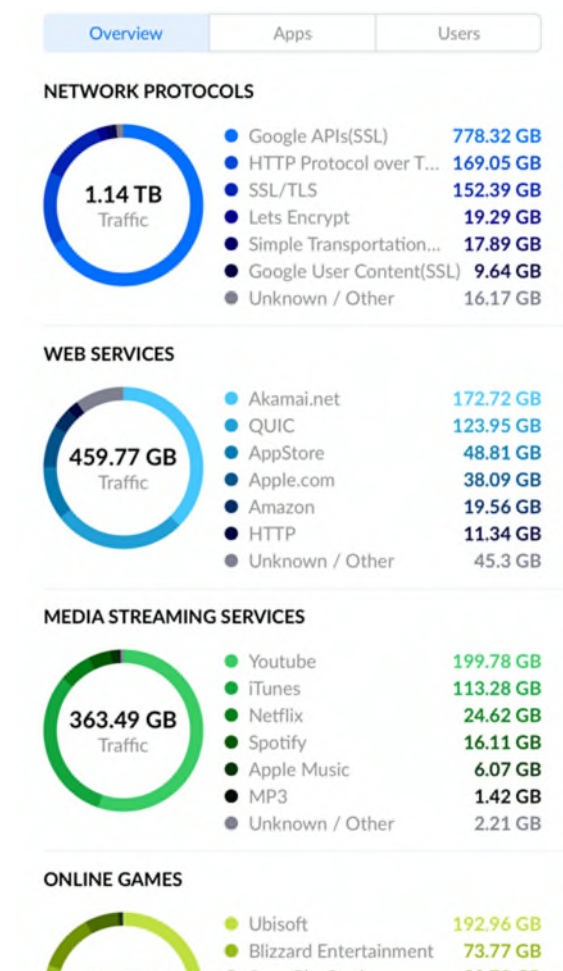 Overview Apps Users
NETWORK PROTOCOLS
1.14 TB
Traffic
Google APIs(SSL) 778.32 GB
HTTP Protocol over T... 169.05 GB
SSL/TLS 152.39 GB
Lets Encrypt 19.29 GB
Simple Transportation... 17.89 GB
Google User Content(SSL) 9.64 GB
Unknown / Other 16.17 GB
WEB SERVICES
459.77 GB
Traffic
Akamai.net 172.72 GB
QUIC 123.95 GB
AppStore 48.81 GB
Apple.com 38.09 GB
Amazon 19.56 GB
HTTP 11.34 GB
Unknown / Other 45.3 GB
MEDIA STREAMING SERVICES
363.49 GB
Traffic
Youtube 199.78 GB
iTunes 113.28 GB
Netflix 24.62 GB
Spotify 16.11 GB
Apple Music 6.07 GB
MP3 1.42 GB
Unknown / Other 2.21 GB
ONLINE GAMES
Ubisoft 192.96 GB
Blizzard Entertainment 73.77 GB